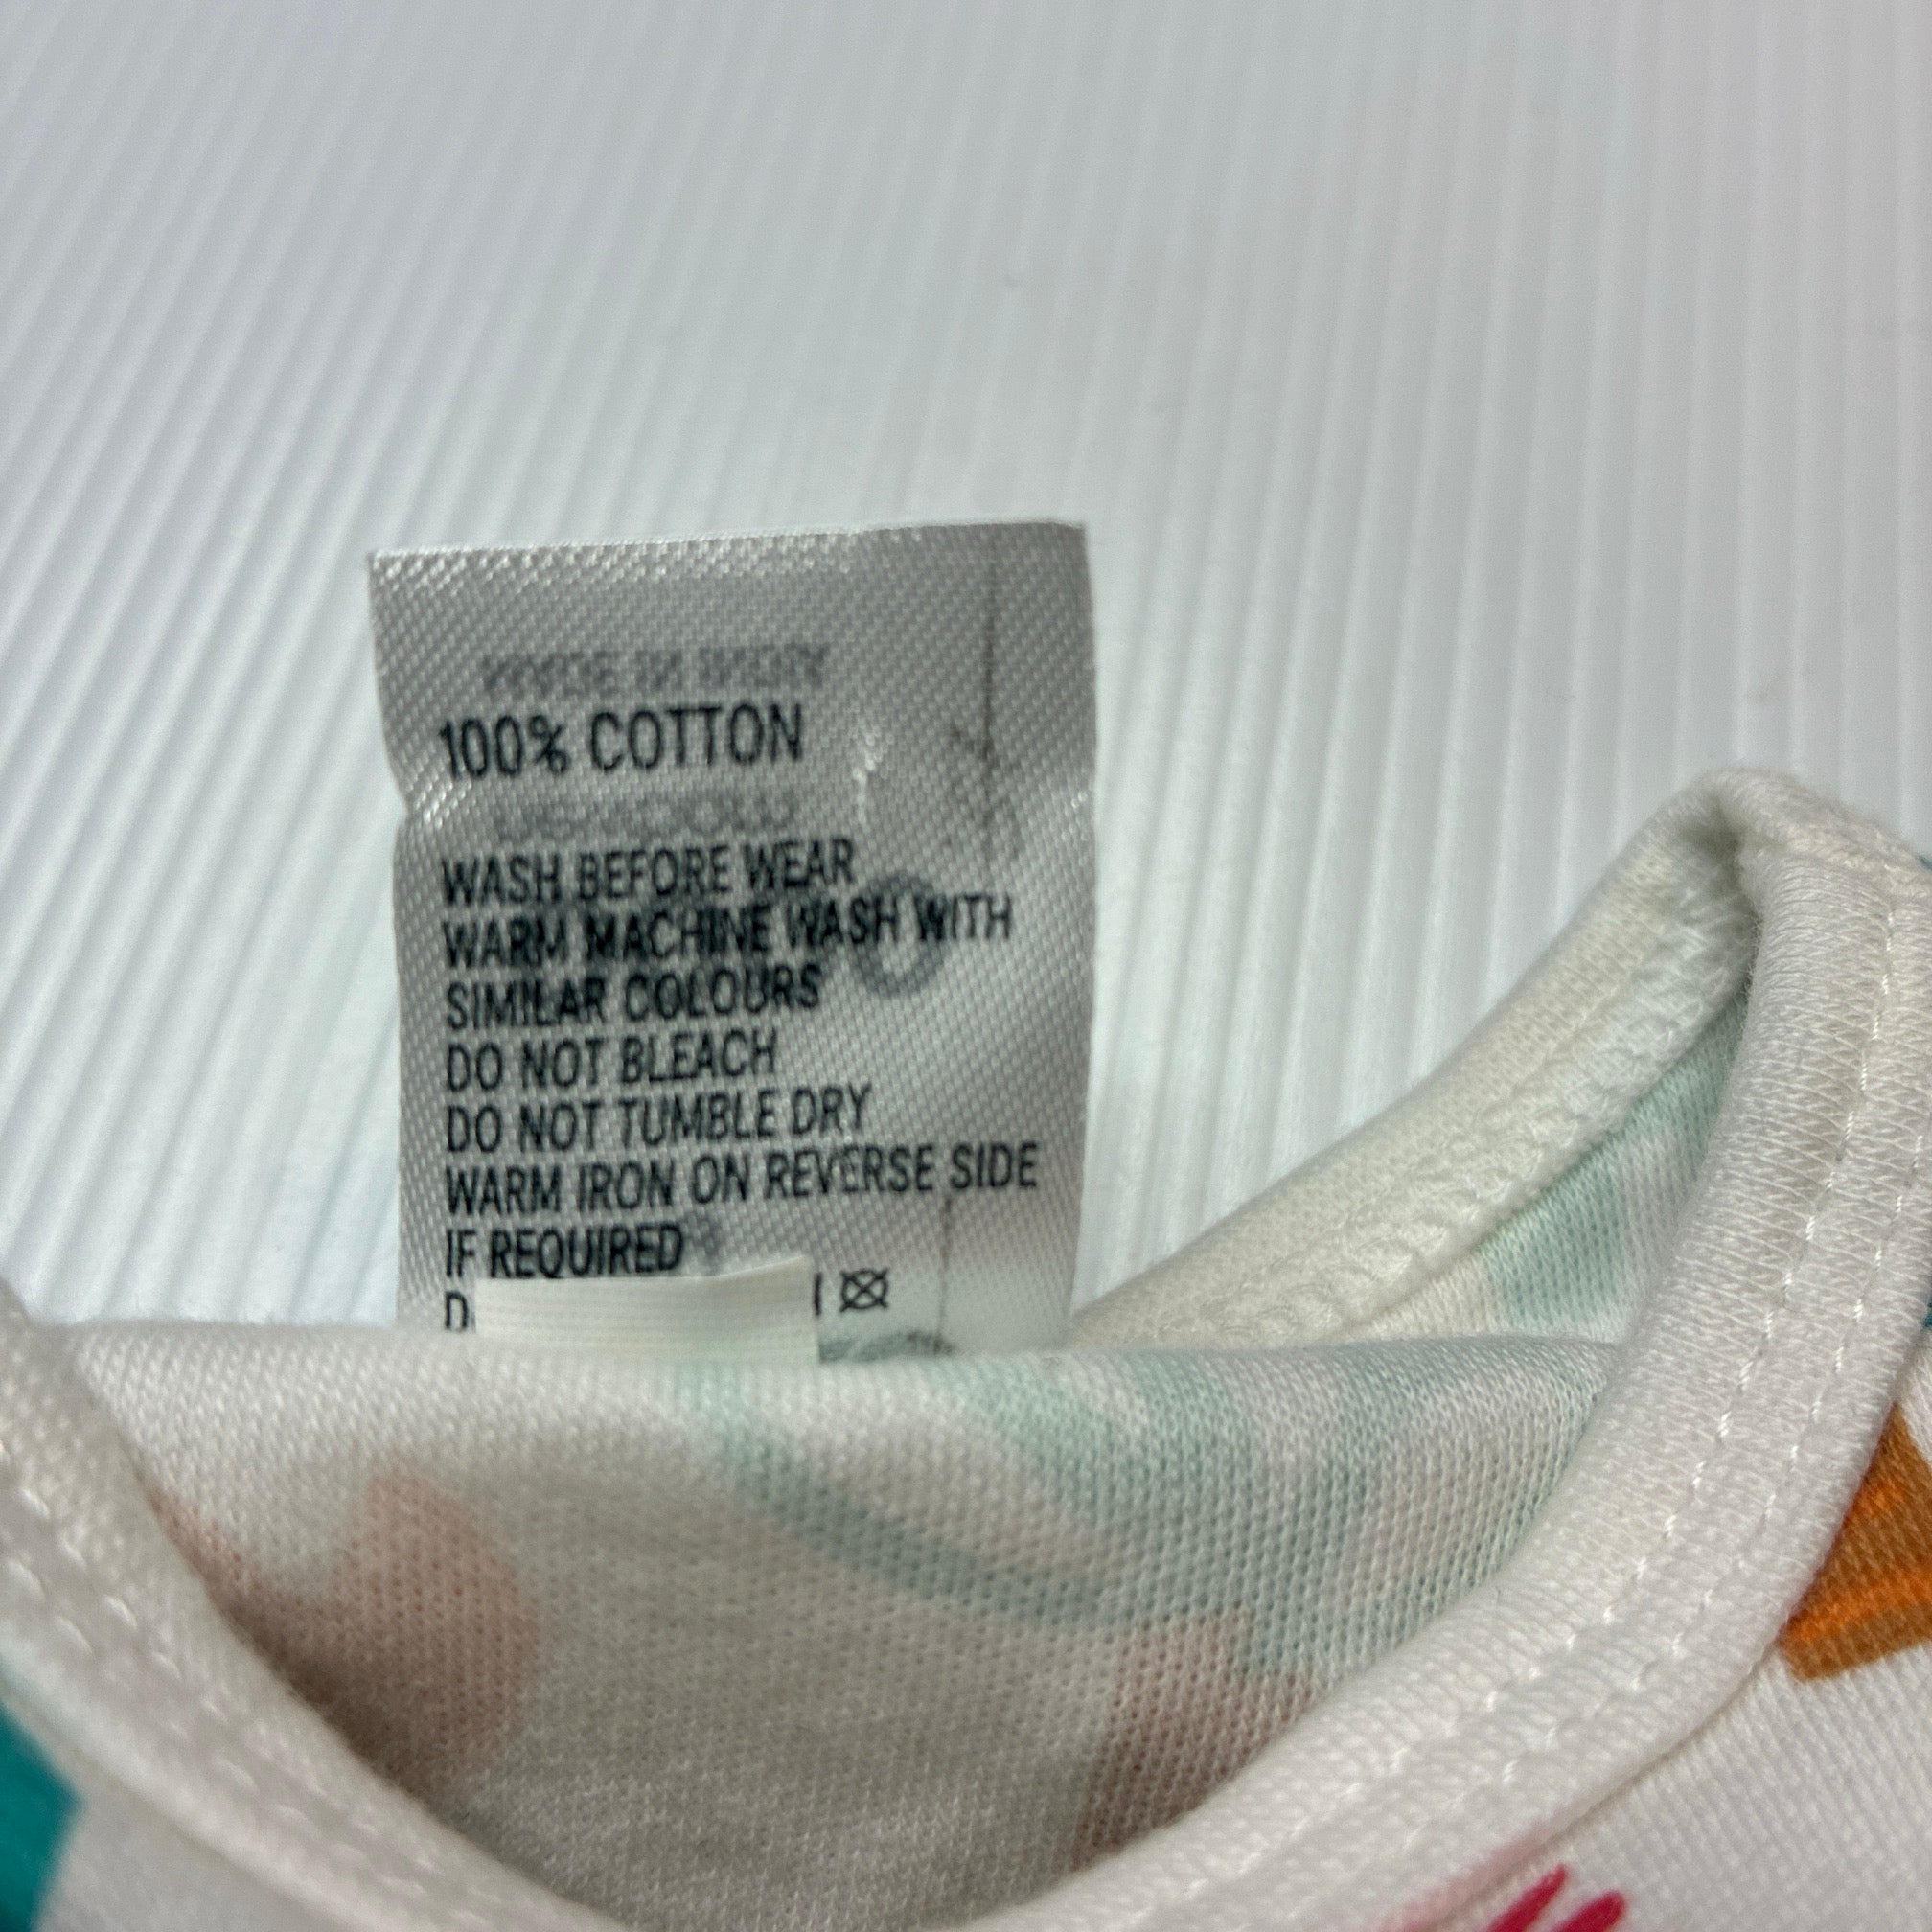 100% COTTON
WASH BEFORE WEAR
WARM MACHINE WASH WITH
SIMILAR COLOURS
DO NOT BLEACH
DO NOT TUMBLE DRY
WARM IRON ON REVERSE SIDE
IF REQUIRED